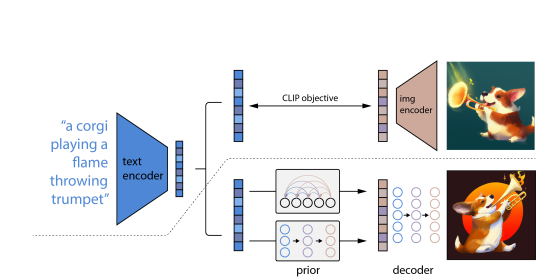 “a corgi
playing a
flame
throwing
trumpet”
text
encoder
CLIP objective
img
encoder
prior
decoder